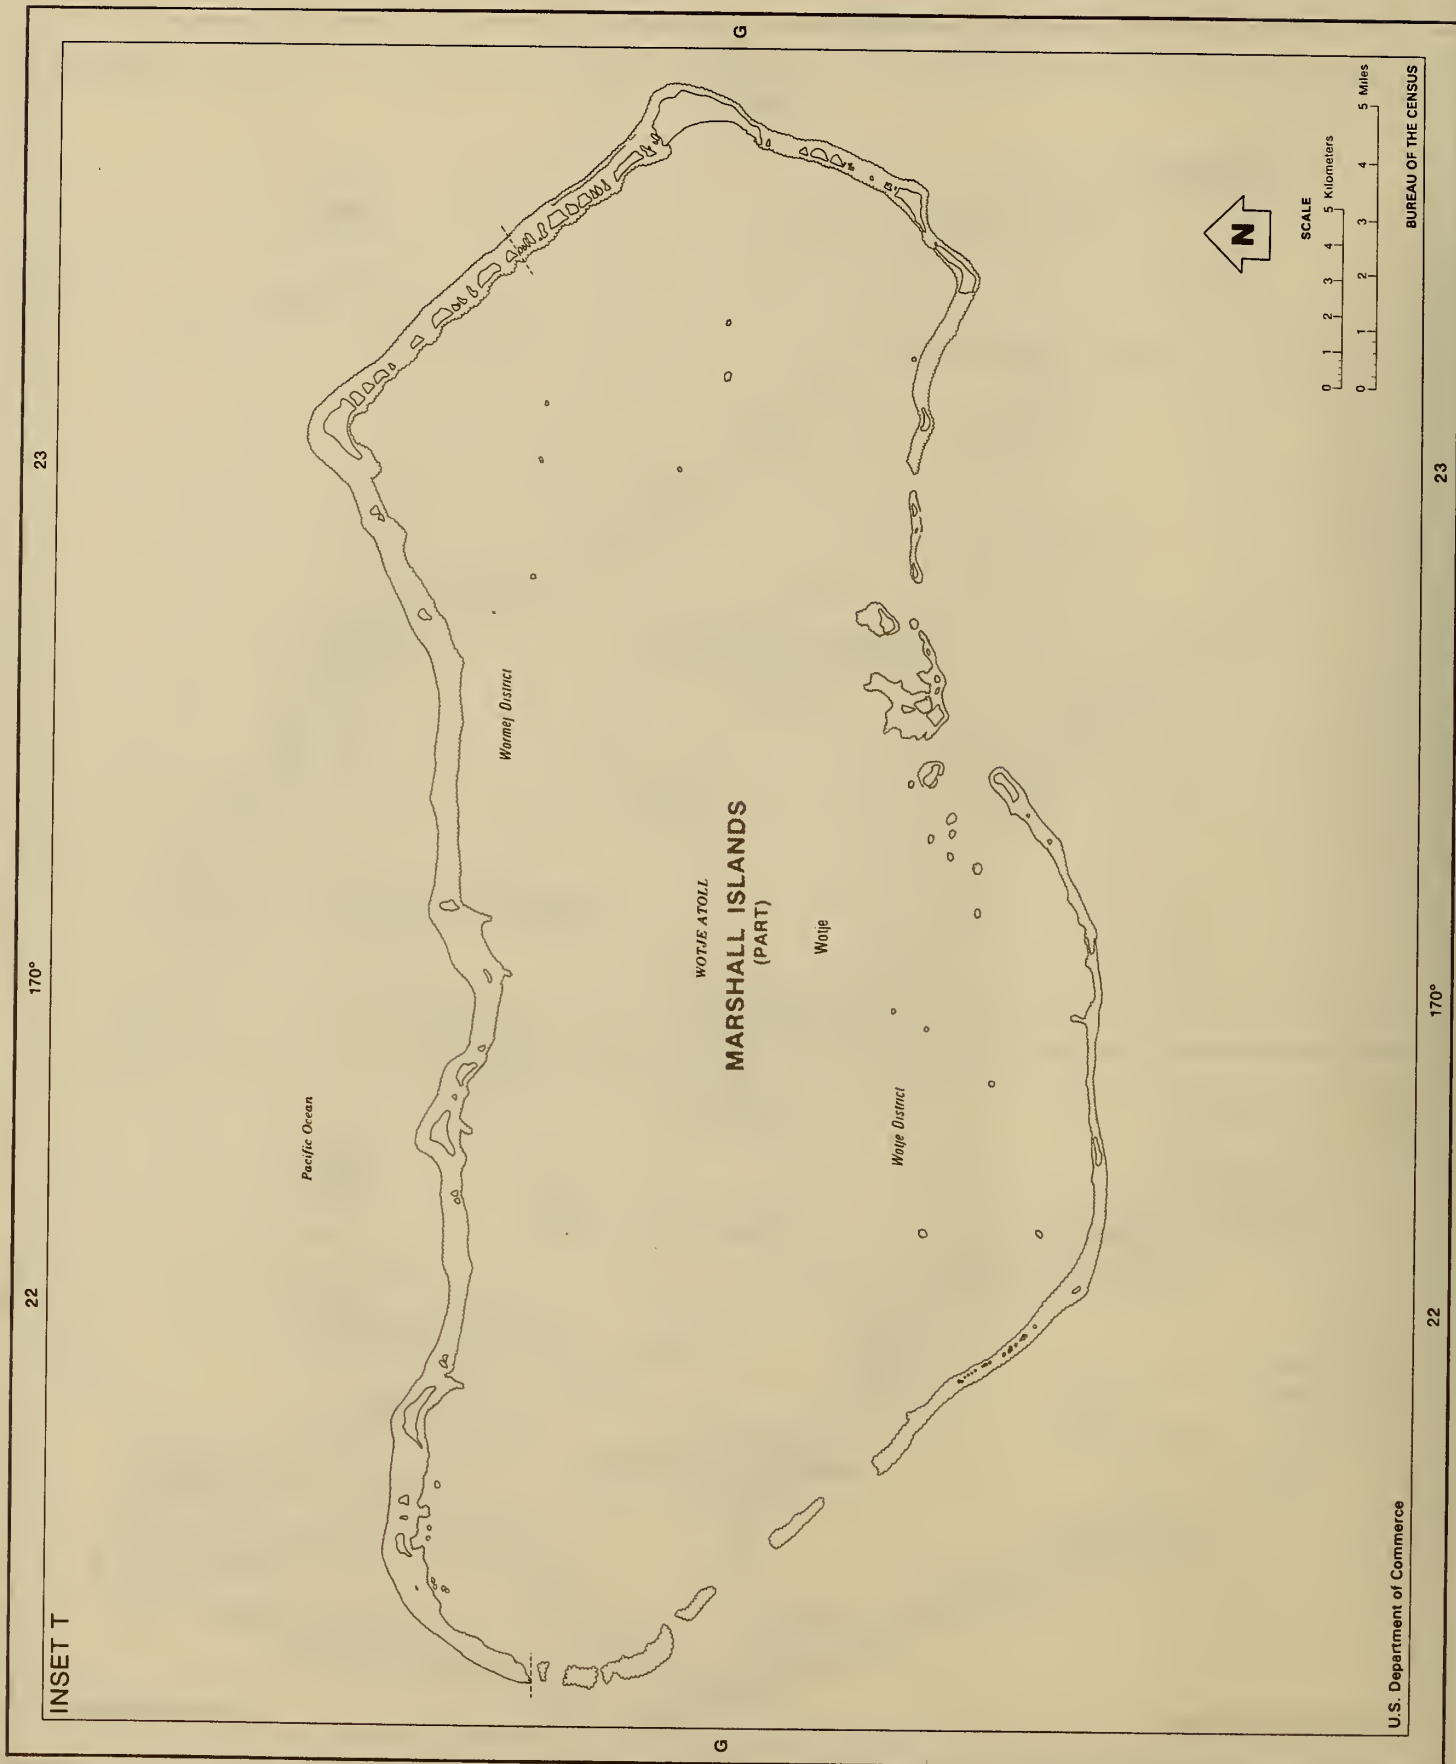 INSET T
22
170°
23
G
G
Pacific Ocean
Wormej District
WOTJE ATOLL
MARSHALL ISLANDS
(PART)
Wotje
Wotje District
N
SCALE
0 1 2 3 4 5 Kilometers
0 1 2 3 4 5 Miles
U.S. Department of Commerce
BUREAU OF THE CENSUS
22
170°
23